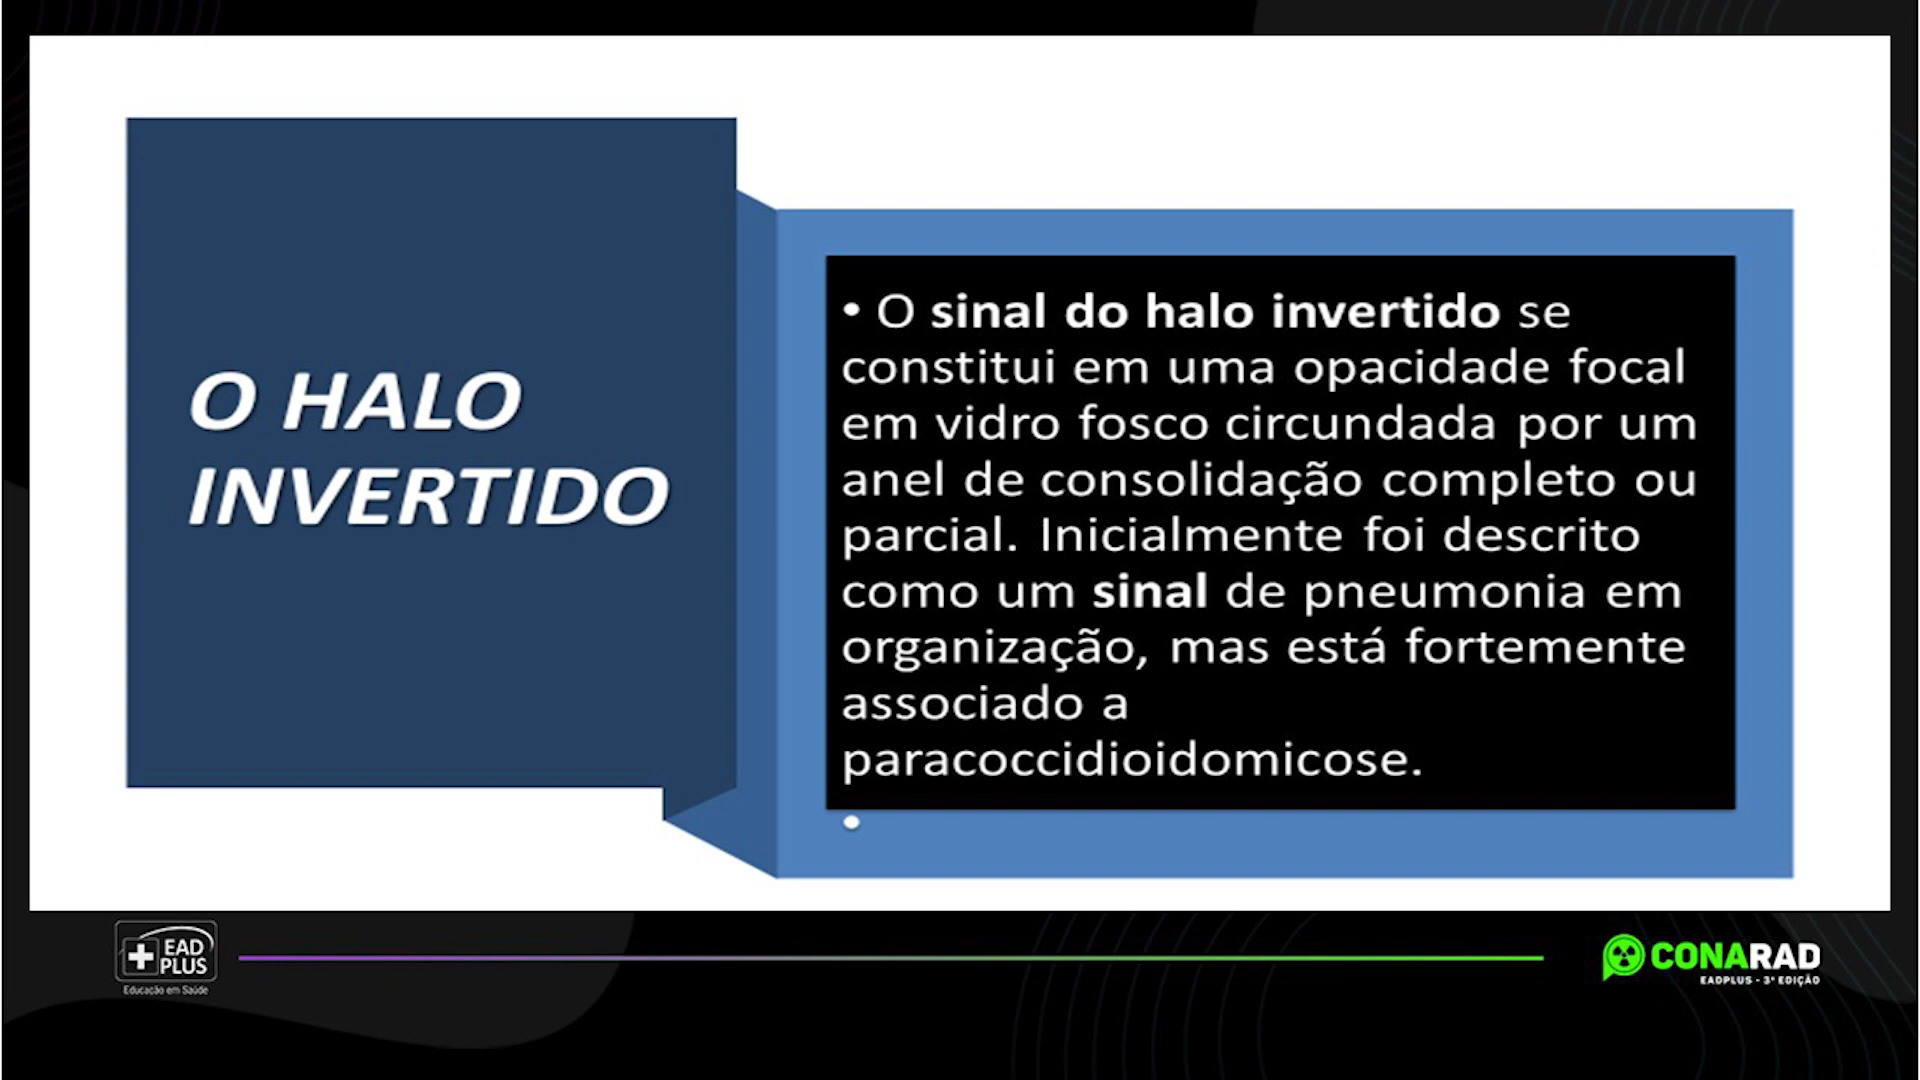 O HALO
INVERTIDO
• O sinal do halo invertido se
constitui em uma opacidade focal
em vidro fosco circundada por um
anel de consolidação completo ou
parcial. Inicialmente foi descrito
como um sinal de pneumonia em
organização, mas está fortemente
associado a
paracoccidioidomicose.
•
EAD
PLUS
Educação em Saúde
CONARAD
EADPLUS - 3ª EDIÇÃO